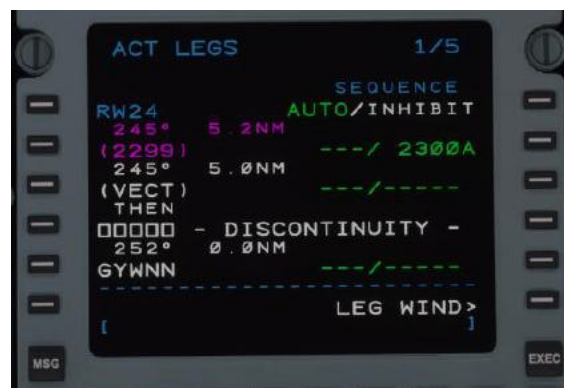 ACT LEGS 1/5
SEQUENCE
RW24 AUTO/INHIBIT
245° 5.2NM
(2299) ---/ 2300A
245° 5.0NM
(VECT) ---/-----
THEN
□□□□□ - DISCONTINUITY -
252° 0.0NM
GYWNN ---/-----
LEG WIND>
[ ]
MSG EXEC